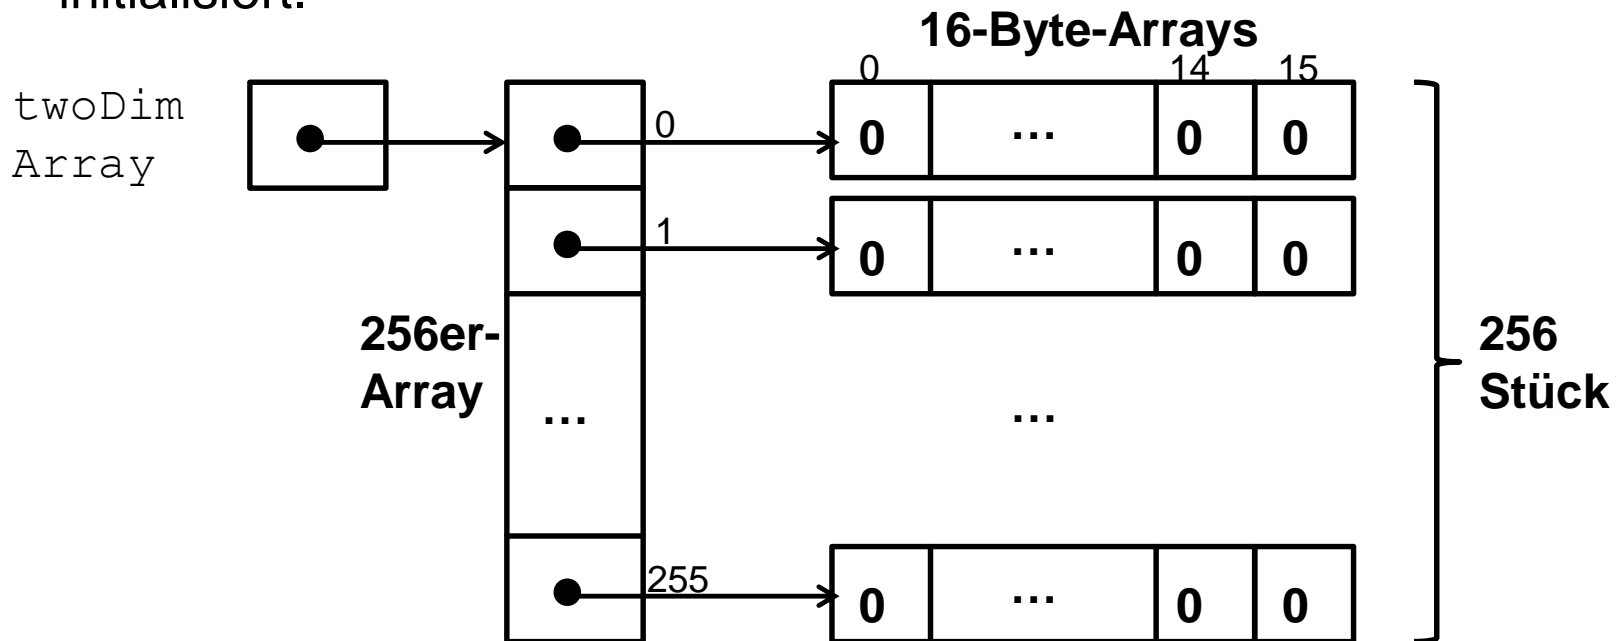 initialisiert:
16-Byte-Arrays
0 14 15
twoDim
Array
0
0 ... 0 0
1
0 ... 0 0
256er-
Array
... ...
256
Stück
255
0 ... 0 0